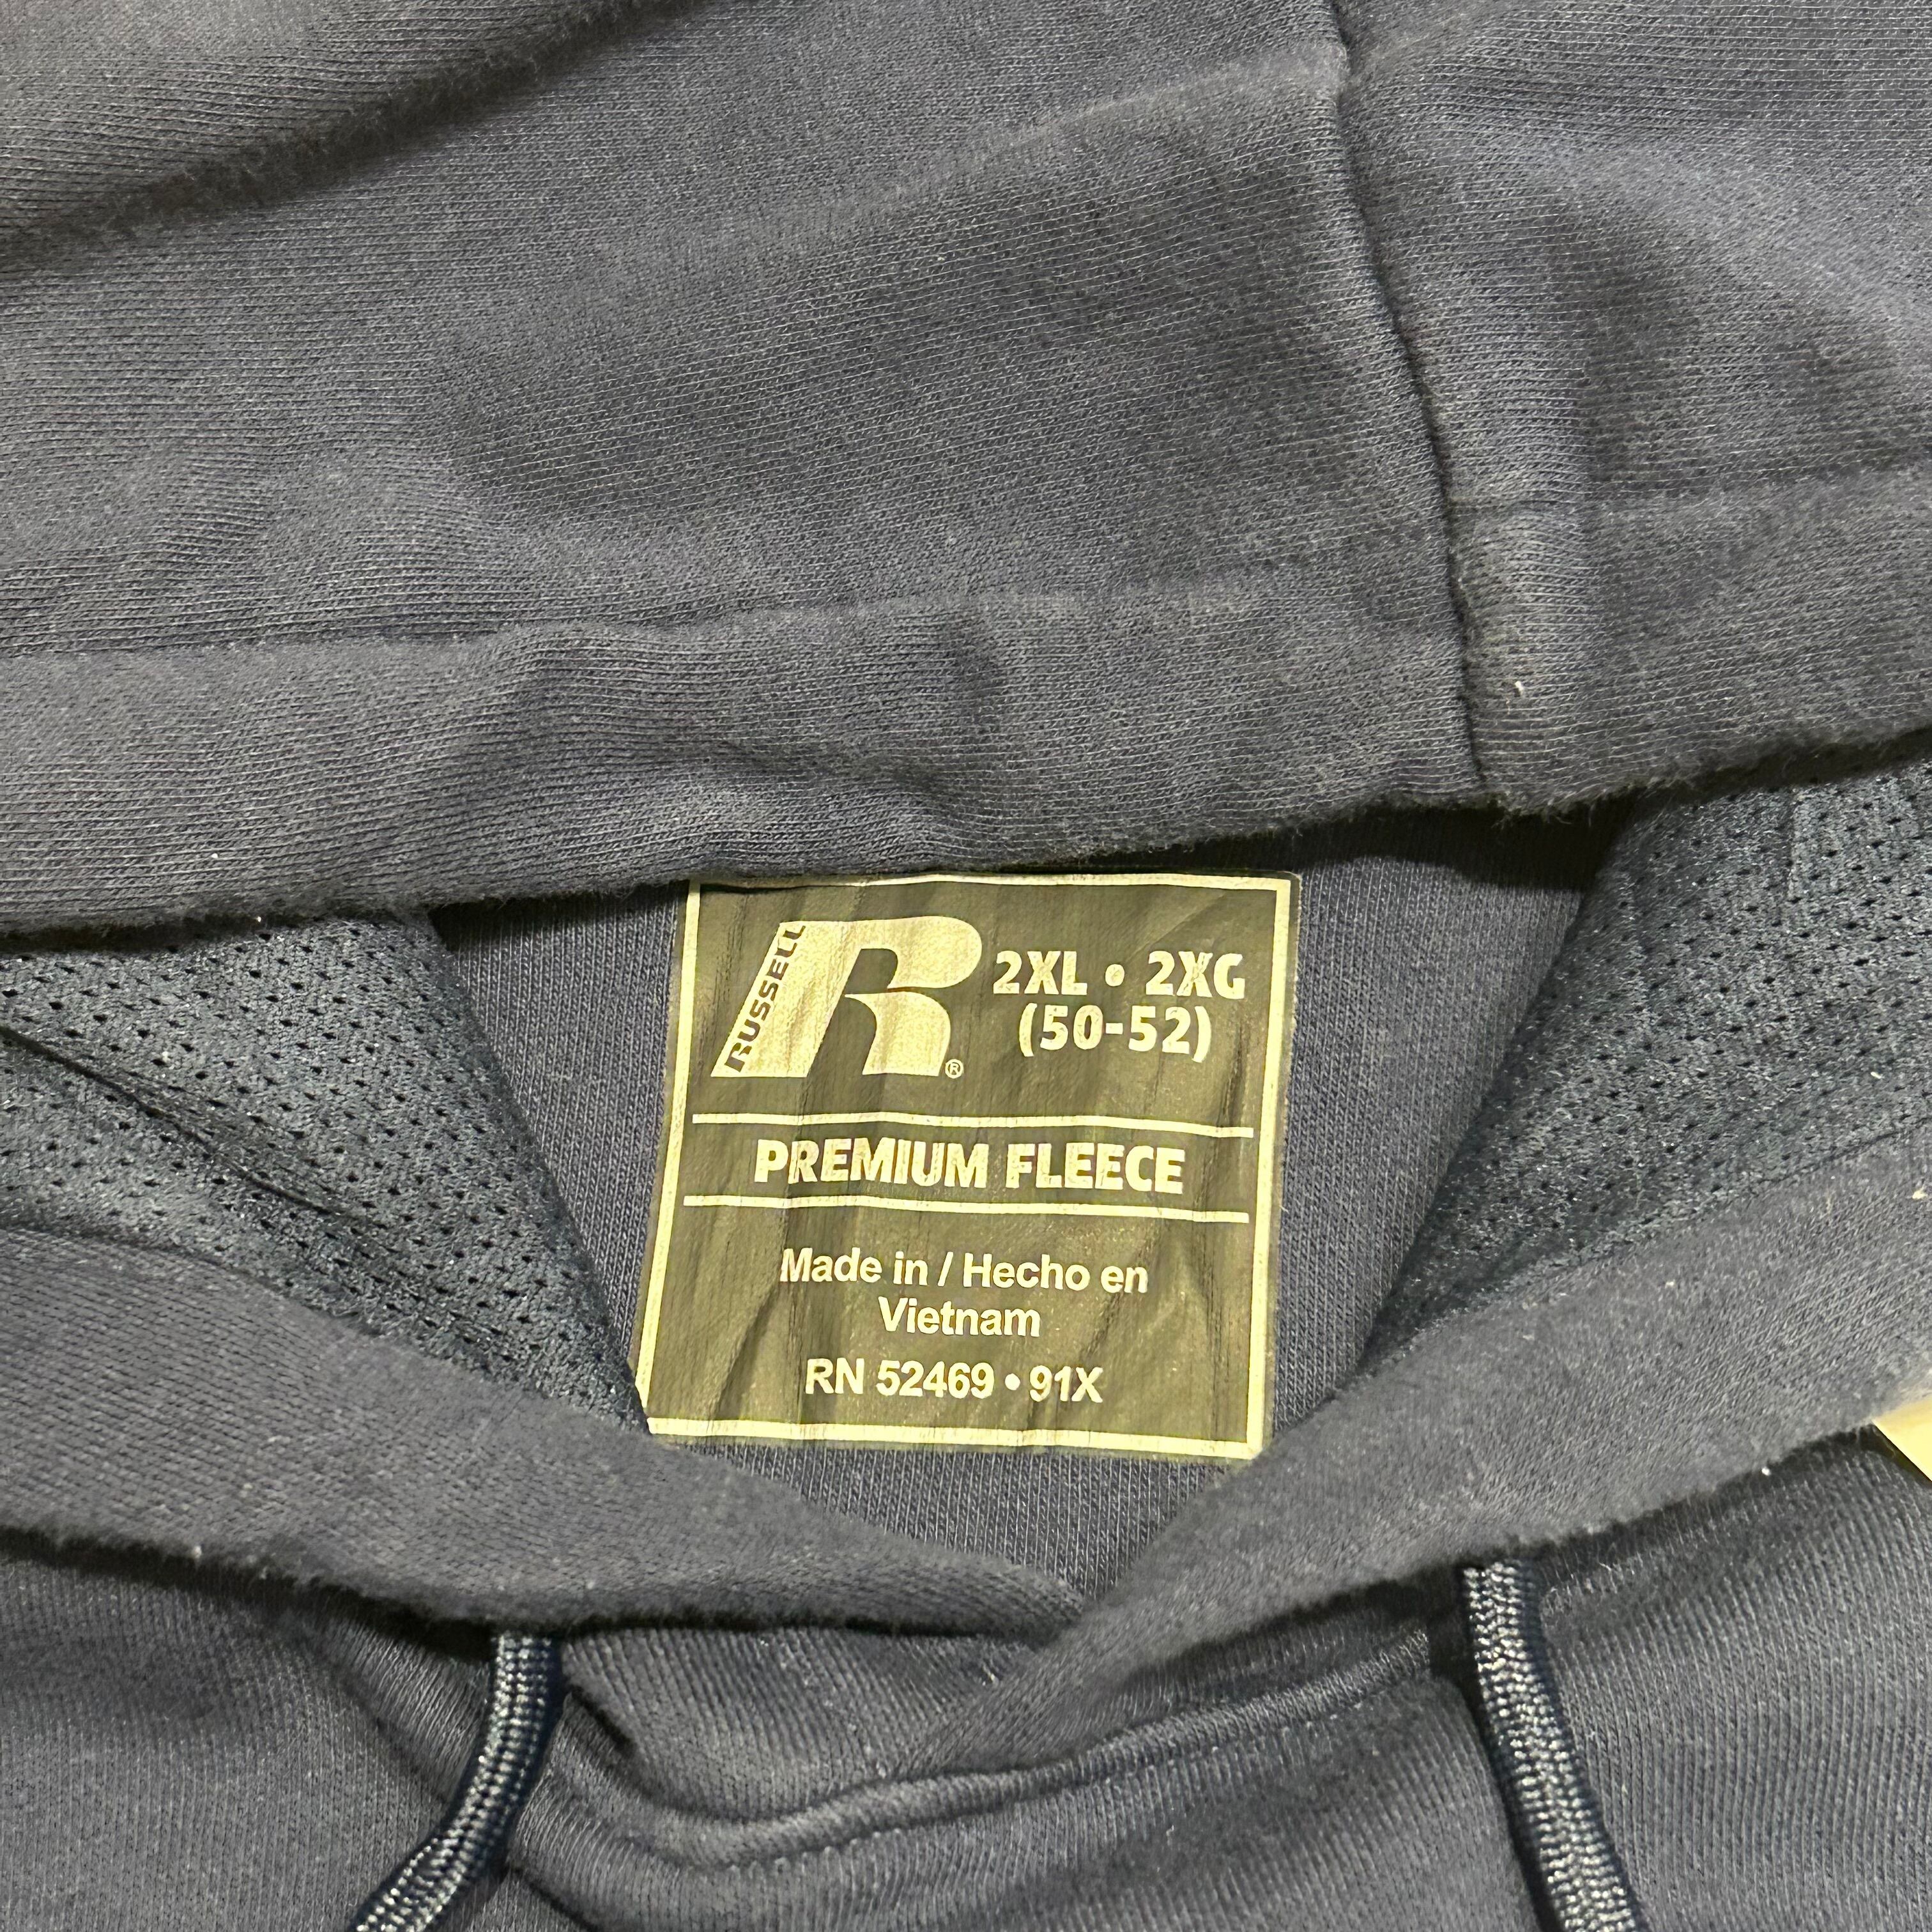 RUSSELL
R®
2XL • 2XG
(50-52)
PREMIUM FLEECE
Made in / Hecho en
Vietnam
RN 52469 • 91X